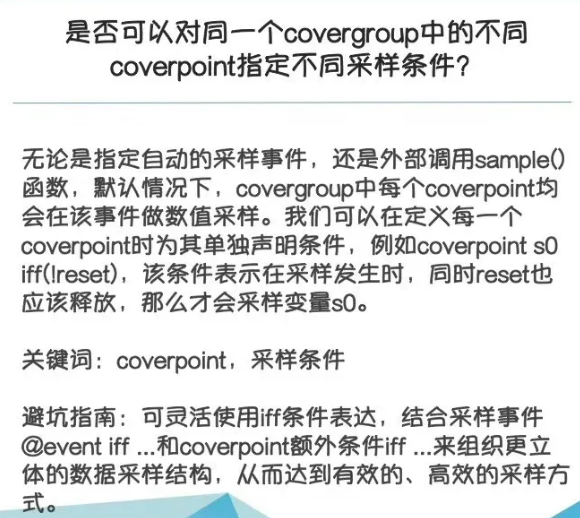 是否可以对同一个covergroup中的不同
coverpoint指定不同采样条件？
无论是指定自动的采样事件，还是外部调用sample()
函数，默认情况下，covergroup中每个coverpoint均
会在该事件做数值采样。我们可以在定义每一个
coverpoint时为其单独声明条件，例如coverpoint s0
iff(!reset)，该条件表示在采样发生时，同时reset也
应该释放，那么才会采样变量s0。
关键词：coverpoint，采样条件
避坑指南：可灵活使用iff条件表达，结合采样事件
@event iff ...和coverpoint额外条件iff ...来组织更立
体的数据采样结构，从而达到有效的、高效的采样方
式。